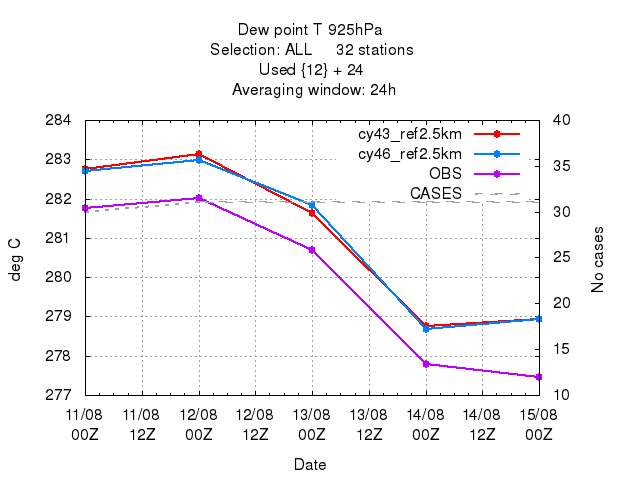 Dew point T 925hPa
Selection: ALL 32 stations
Used {12} + 24
Averaging window: 24h
cy43_ref2.5km
cy46_ref2.5km
OBS
CASES
deg C
284
283
282
281
280
279
278
277
40
35
30
25
20
15
10
No cases
11/08 11/08 12/08 12/08 13/08 13/08 14/08 14/08 15/08
00Z 12Z 00Z 12Z 00Z 12Z 00Z 12Z 00Z
Date